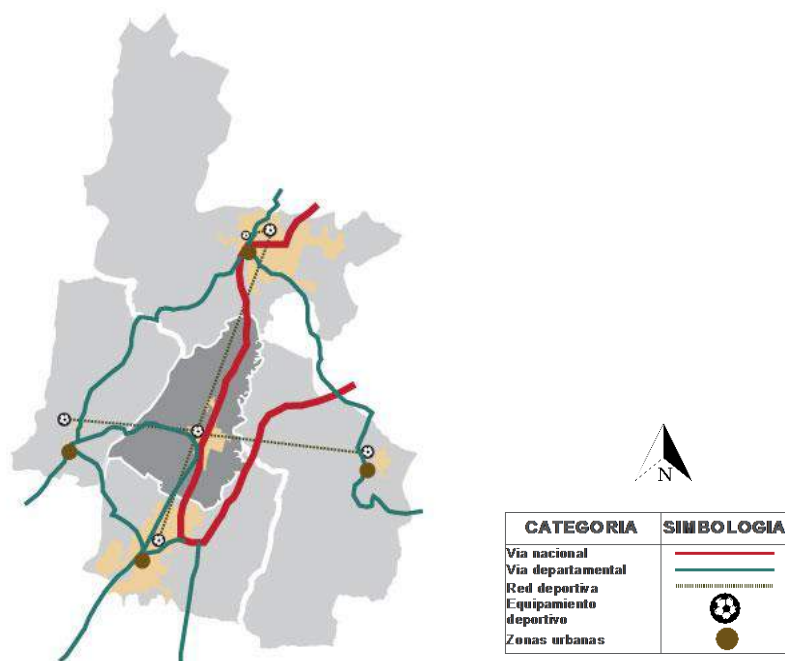 N
CATEGORIA SIMBOLOGIA
Via nacional
Via departamental
Red deportiva
Equipamiento
deportivo
Zonas urbanas